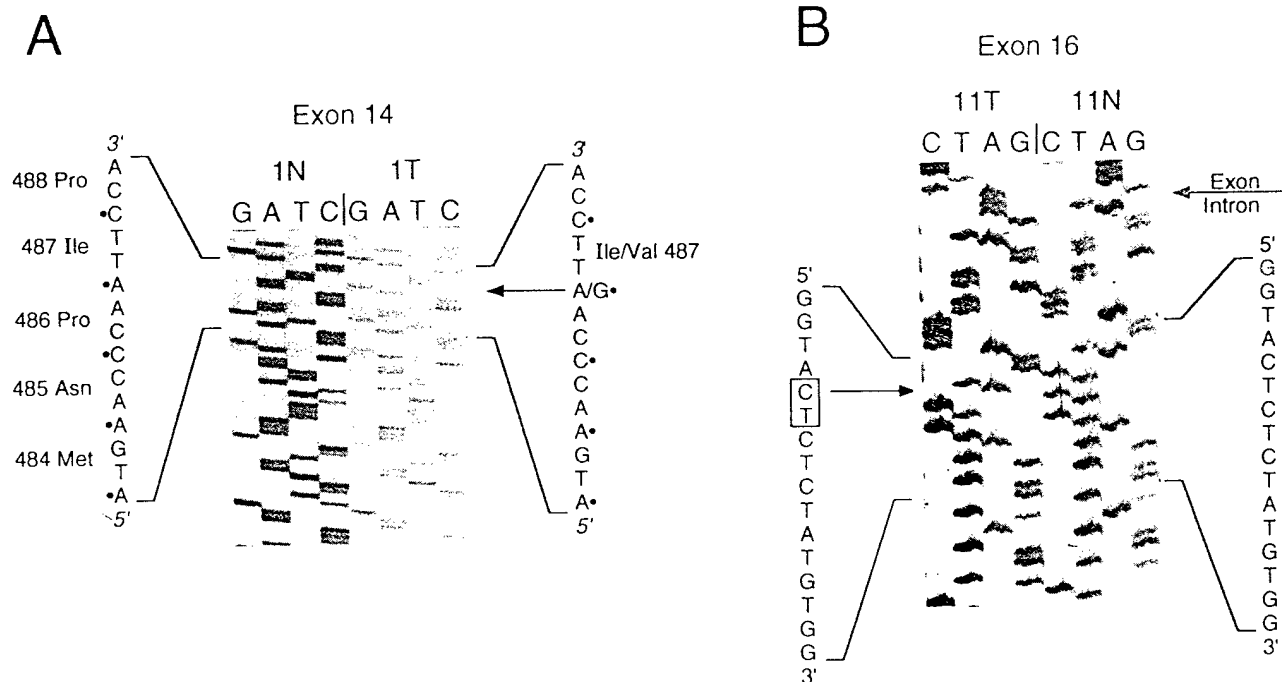 A
Exon 14
1N 1T
G A T C | G A T C
3'
A
C
•C
T
T
•A
A
C
•C
C
A
•A
G
T
•A
5'
488 Pro
487 Ile
486 Pro
485 Asn
484 Met
3'
A
C
C•
T
T
A/G•
A
C
C•
C
A
A•
G
T
A•
5'
Ile/Val 487
B
Exon 16
11T 11N
C T A G | C T A G
Exon
Intron
5'
G
G
T
A
C
T
C
T
C
T
A
T
G
T
G
G
3'
5'
G
G
T
A
C
T
C
T
C
T
A
T
G
T
G
G
3'